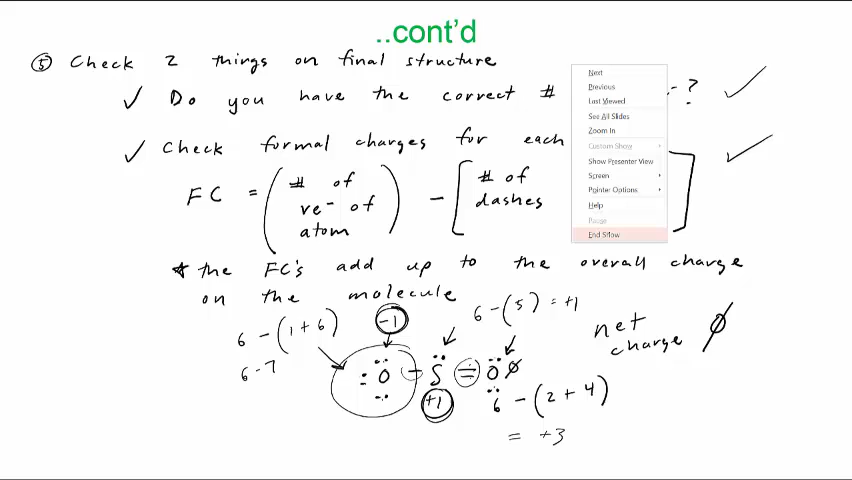 ..cont'd
⑤ Check 2 things on final structure
✓ Do you have the correct # ? ✓
✓ Check formal charges for each ✓
FC = ( # of ve- of atom ) - [ # of dashes ]
Next
Previous
Last Viewed
See All Slides
Zoom In
Custom Show
Show Presenter View
Screen
Pointer Options
Help
Pause
End Show
* the FC's add up to the overall charge
on the molecule
6 - (1 + 6)
6 - 7
-1
6 - (5) = +1
net charge Ø
O - S = O Ø
+1
6 - (2 + 4)
= +3